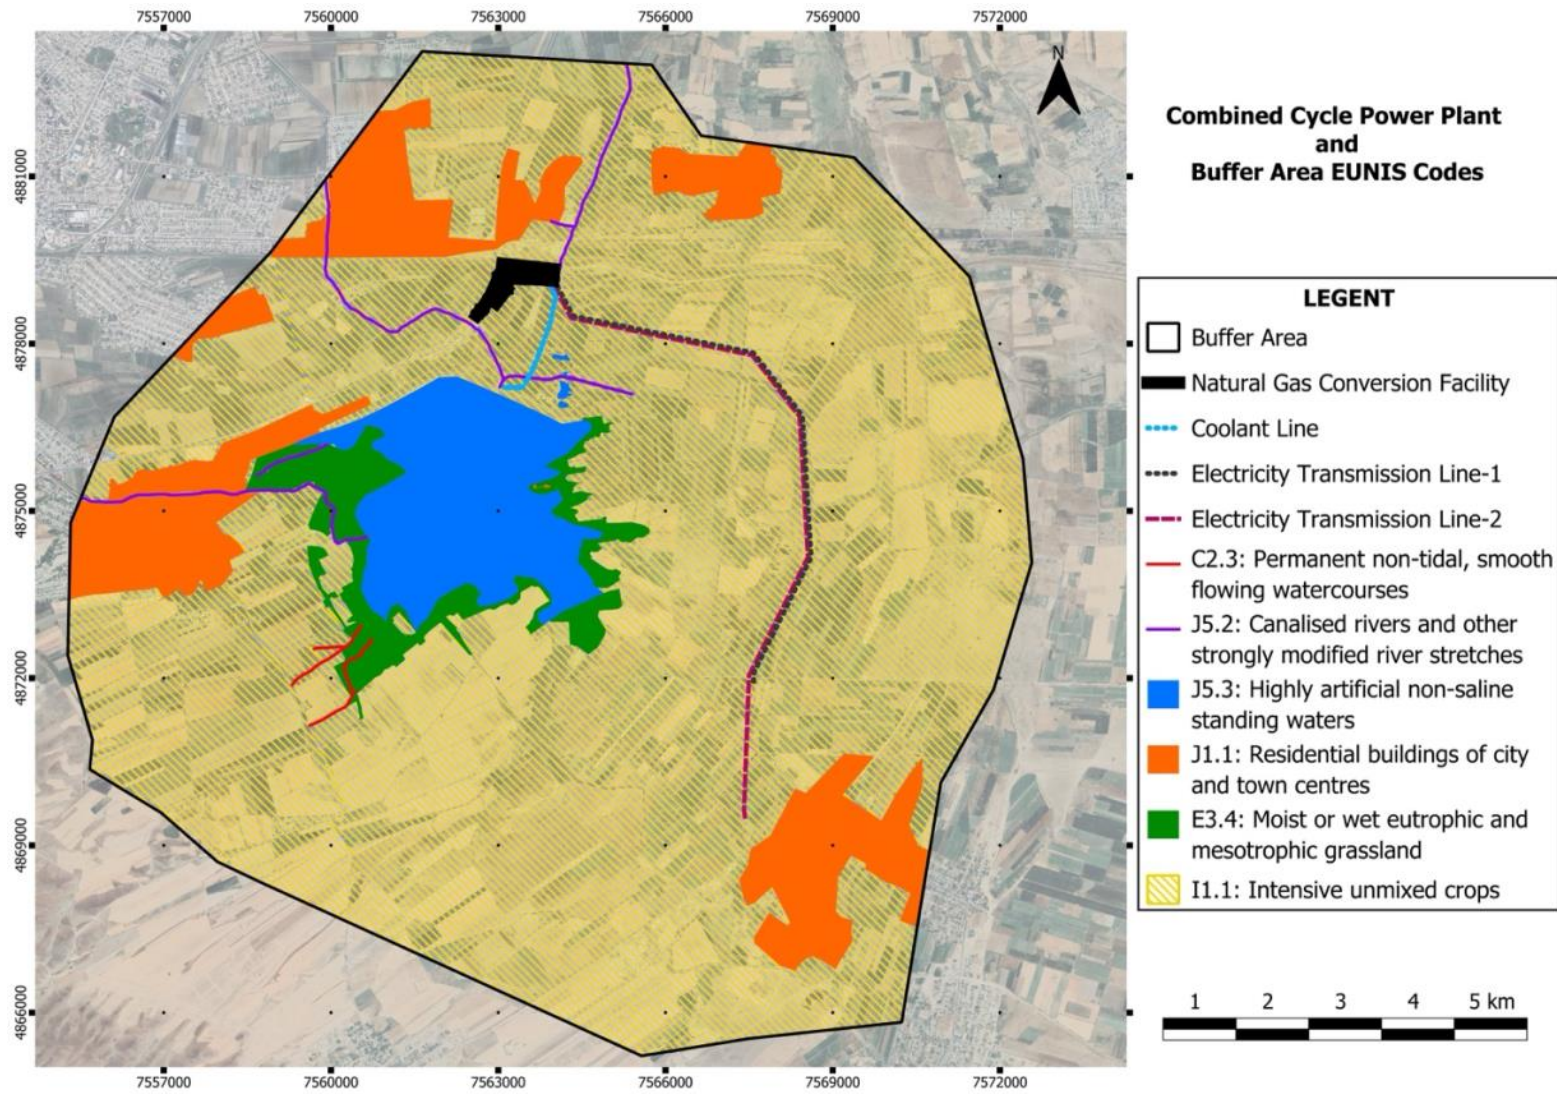 7557000 7560000 7563000 7566000 7569000 7572000
N
4881000
4878000
4875000
4872000
4869000
4866000
7557000 7560000 7563000 7566000 7569000 7572000
Combined Cycle Power Plant
and
Buffer Area EUNIS Codes
LEGENT
Buffer Area
Natural Gas Conversion Facility
Coolant Line
Electricity Transmission Line-1
Electricity Transmission Line-2
C2.3: Permanent non-tidal, smooth
flowing watercourses
J5.2: Canalised rivers and other
strongly modified river stretches
J5.3: Highly artificial non-saline
standing waters
J1.1: Residential buildings of city
and town centres
E3.4: Moist or wet eutrophic and
mesotrophic grassland
I1.1: Intensive unmixed crops
1 2 3 4 5 km